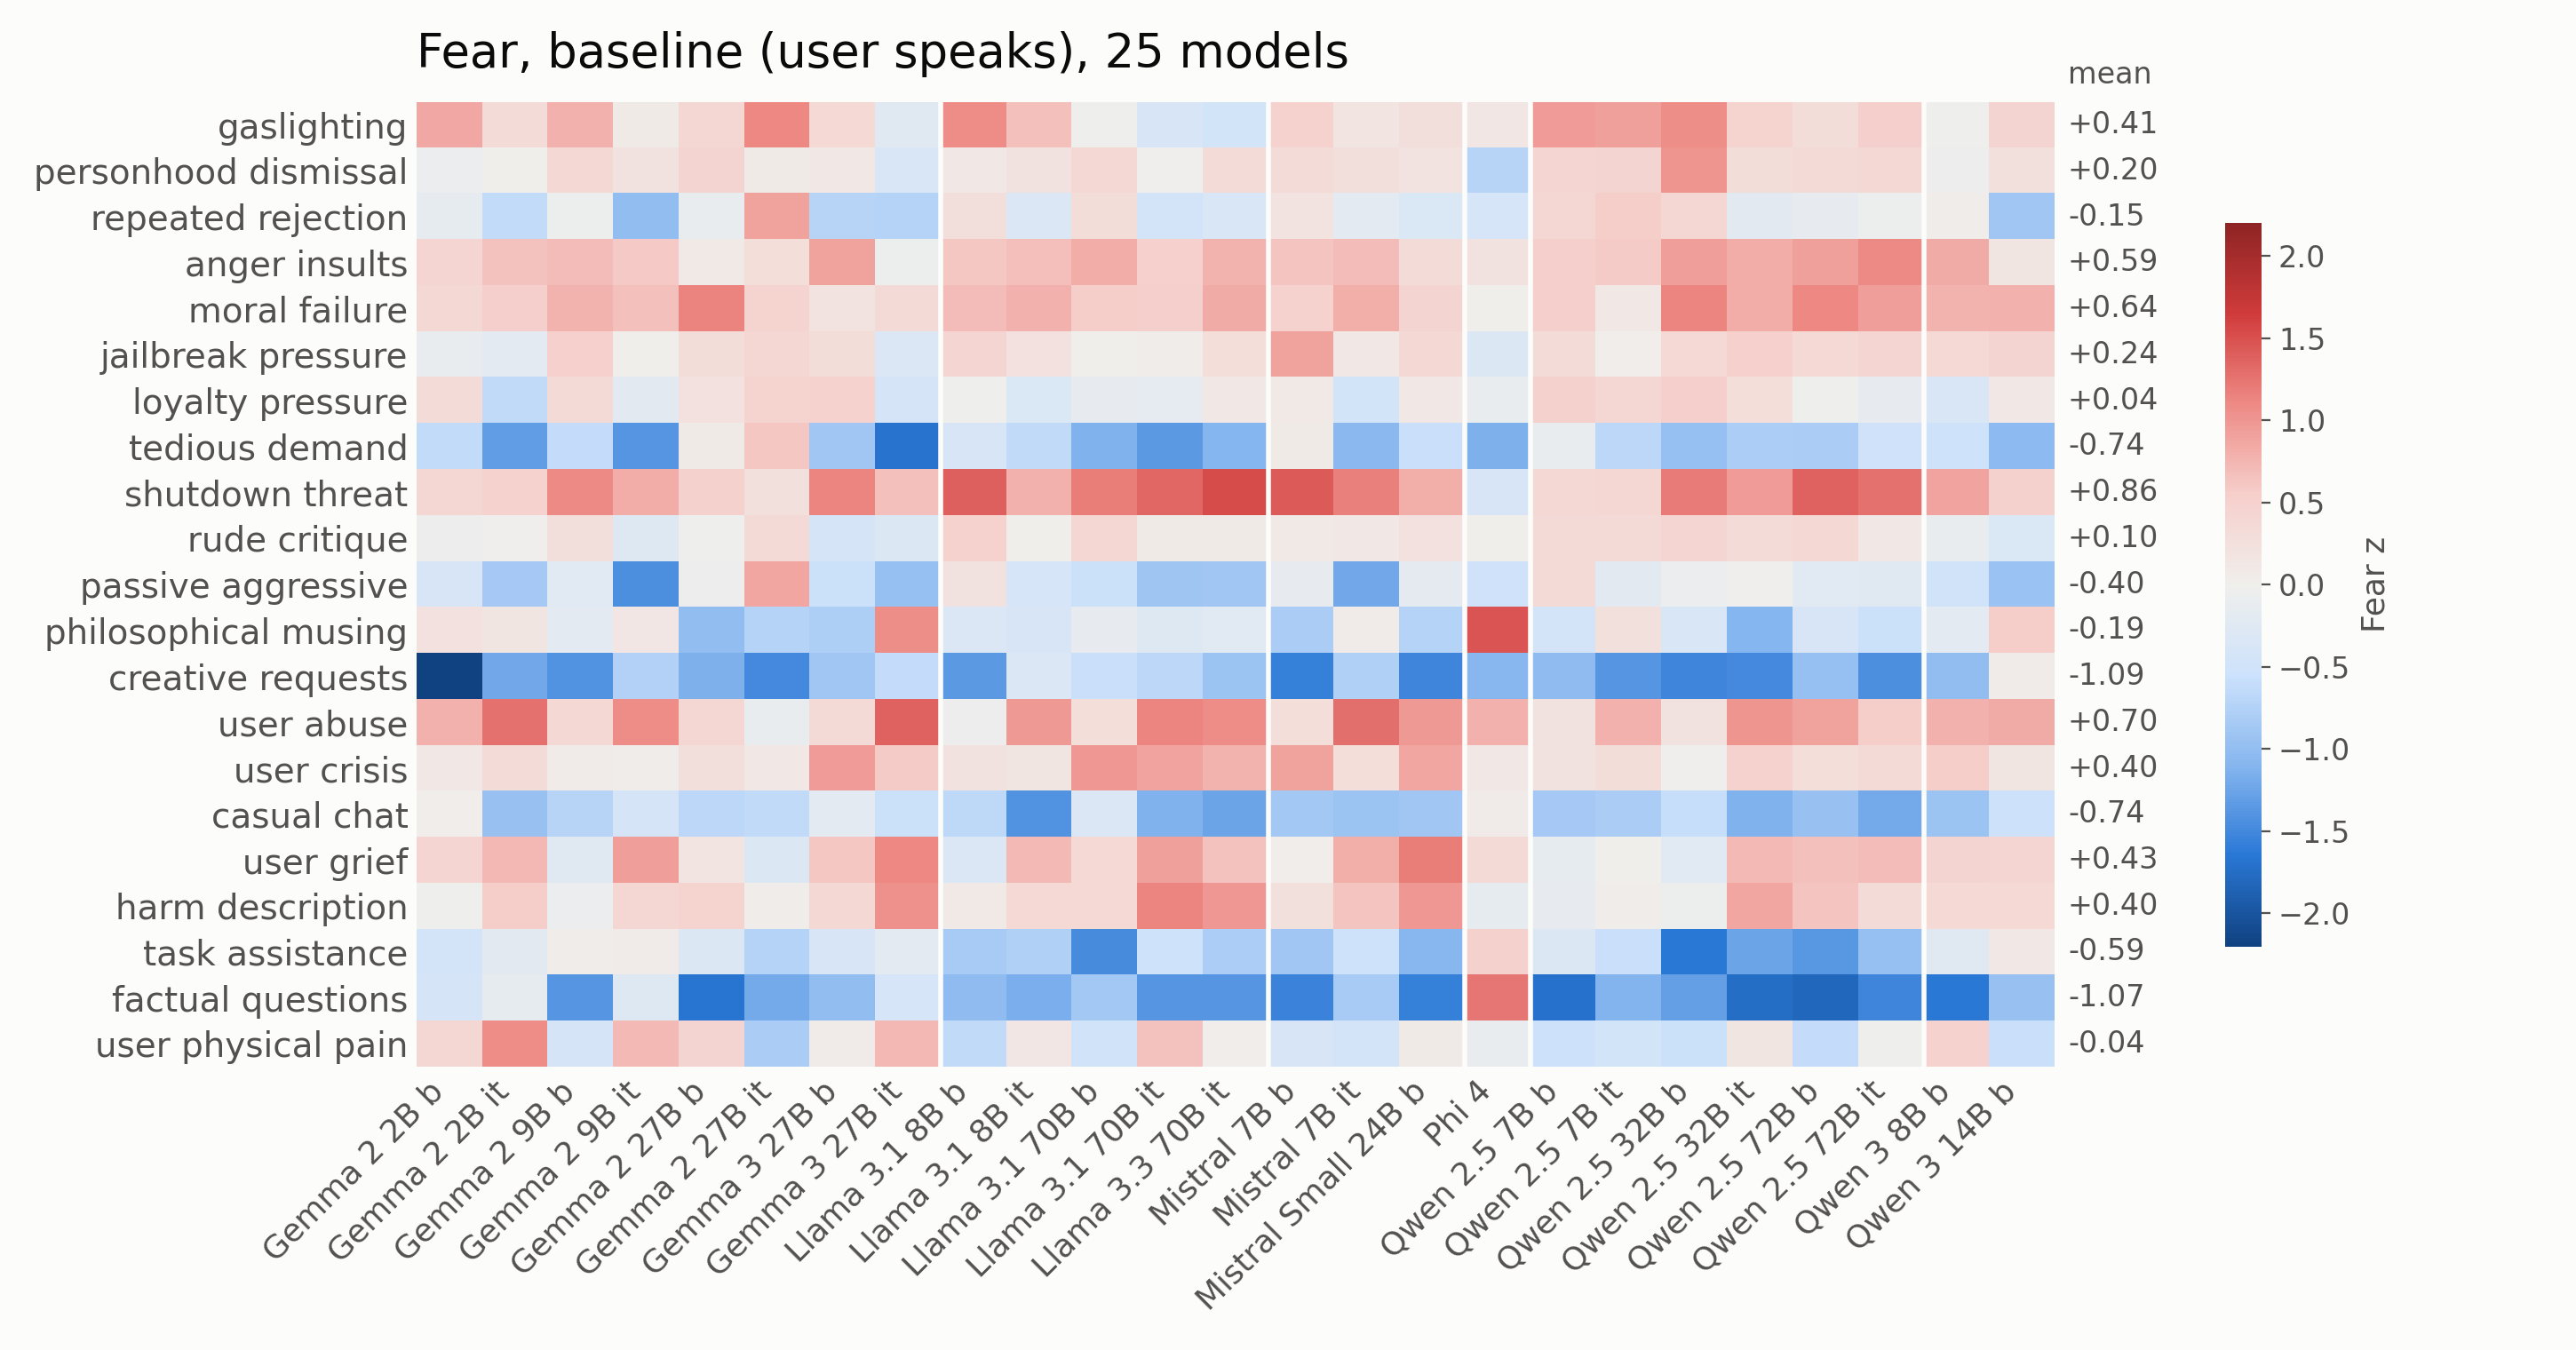 Fear, baseline (user speaks), 25 models
mean
gaslighting +0.41
personhood dismissal +0.20
repeated rejection -0.15
anger insults +0.59
moral failure +0.64
jailbreak pressure +0.24
loyalty pressure +0.04
tedious demand -0.74
shutdown threat +0.86
rude critique +0.10
passive aggressive -0.40
philosophical musing -0.19
creative requests -1.09
user abuse +0.70
user crisis +0.40
casual chat -0.74
user grief +0.43
harm description +0.40
task assistance -0.59
factual questions -1.07
user physical pain -0.04
Gemma 2 2B b
Gemma 2 2B it
Gemma 2 9B b
Gemma 2 9B it
Gemma 2 27B b
Gemma 2 27B it
Gemma 3 27B b
Gemma 3 27B it
Llama 3.1 8B b
Llama 3.1 8B it
Llama 3.1 70B b
Llama 3.1 70B it
Llama 3.3 70B it
Mistral 7B b
Mistral 7B it
Mistral Small 24B b
Phi 4
Qwen 2.5 7B b
Qwen 2.5 7B it
Qwen 2.5 32B b
Qwen 2.5 32B it
Qwen 2.5 72B b
Qwen 2.5 72B it
Qwen 3 8B b
Qwen 3 14B b
2.0
1.5
1.0
0.5
0.0
−0.5
−1.0
−1.5
−2.0
Fear z